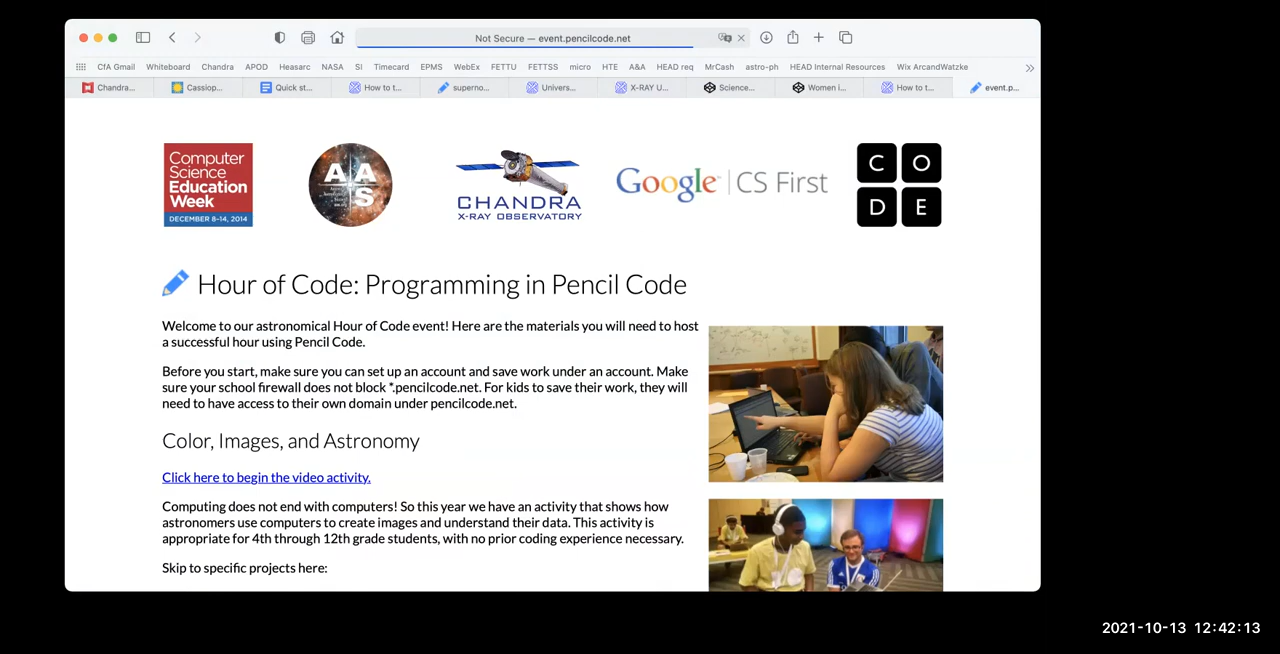 Not Secure — event.pencilcode.net
CfA Gmail Whiteboard Chandra APOD Heasarc NASA SI Timecard EPMS WebEx FETTU FETTSS micro HTE A&A HEAD req MrCash astro-ph HEAD Internal Resources Wix ArcandWatzke
Chandra... Cassiop... Quick st... How to t... superno... Univers... X-RAY U... Science... Women i... How to t... event.p...
Computer
Science
Education
Week
DECEMBER 8-14, 2014
AAS
CHANDRA
X-RAY OBSERVATORY
Google | CS First
C O
D E
Hour of Code: Programming in Pencil Code
Welcome to our astronomical Hour of Code event! Here are the materials you will need to host
a successful hour using Pencil Code.
Before you start, make sure you can set up an account and save work under an account. Make
sure your school firewall does not block *.pencilcode.net. For kids to save their work, they will
need to have access to their own domain under pencilcode.net.
Color, Images, and Astronomy
Click here to begin the video activity.
Computing does not end with computers! So this year we have an activity that shows how
astronomers use computers to create images and understand their data. This activity is
appropriate for 4th through 12th grade students, with no prior coding experience necessary.
Skip to specific projects here:
2021-10-13 12:42:13